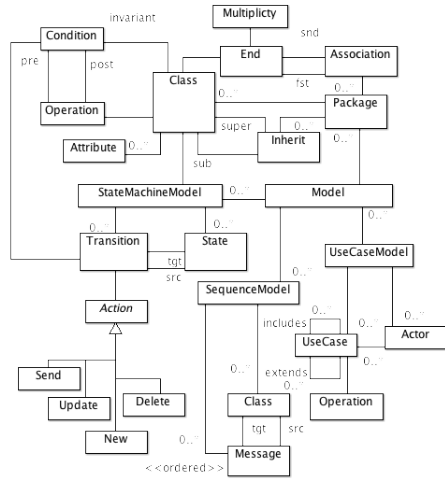 Multiplicty
invariant
Condition
snd
End
Association
pre
post
Class
fst
0..*
0..*
Package
Operation
super
0..*
Attribute
0..*
Inherit
0..*
sub
StateMachineModel
0..*
Model
0..*
0..*
0..*
Transition
State
UseCaseModel
tgt
src
0..*
SequenceModel
Action
0..*
includes
0..*
0..*
UseCase
Actor
0..*
extends
0..*
Send
0..*
Update
Delete
Class
Operation
tgt
src
New
0..*
Message
<<ordered>>